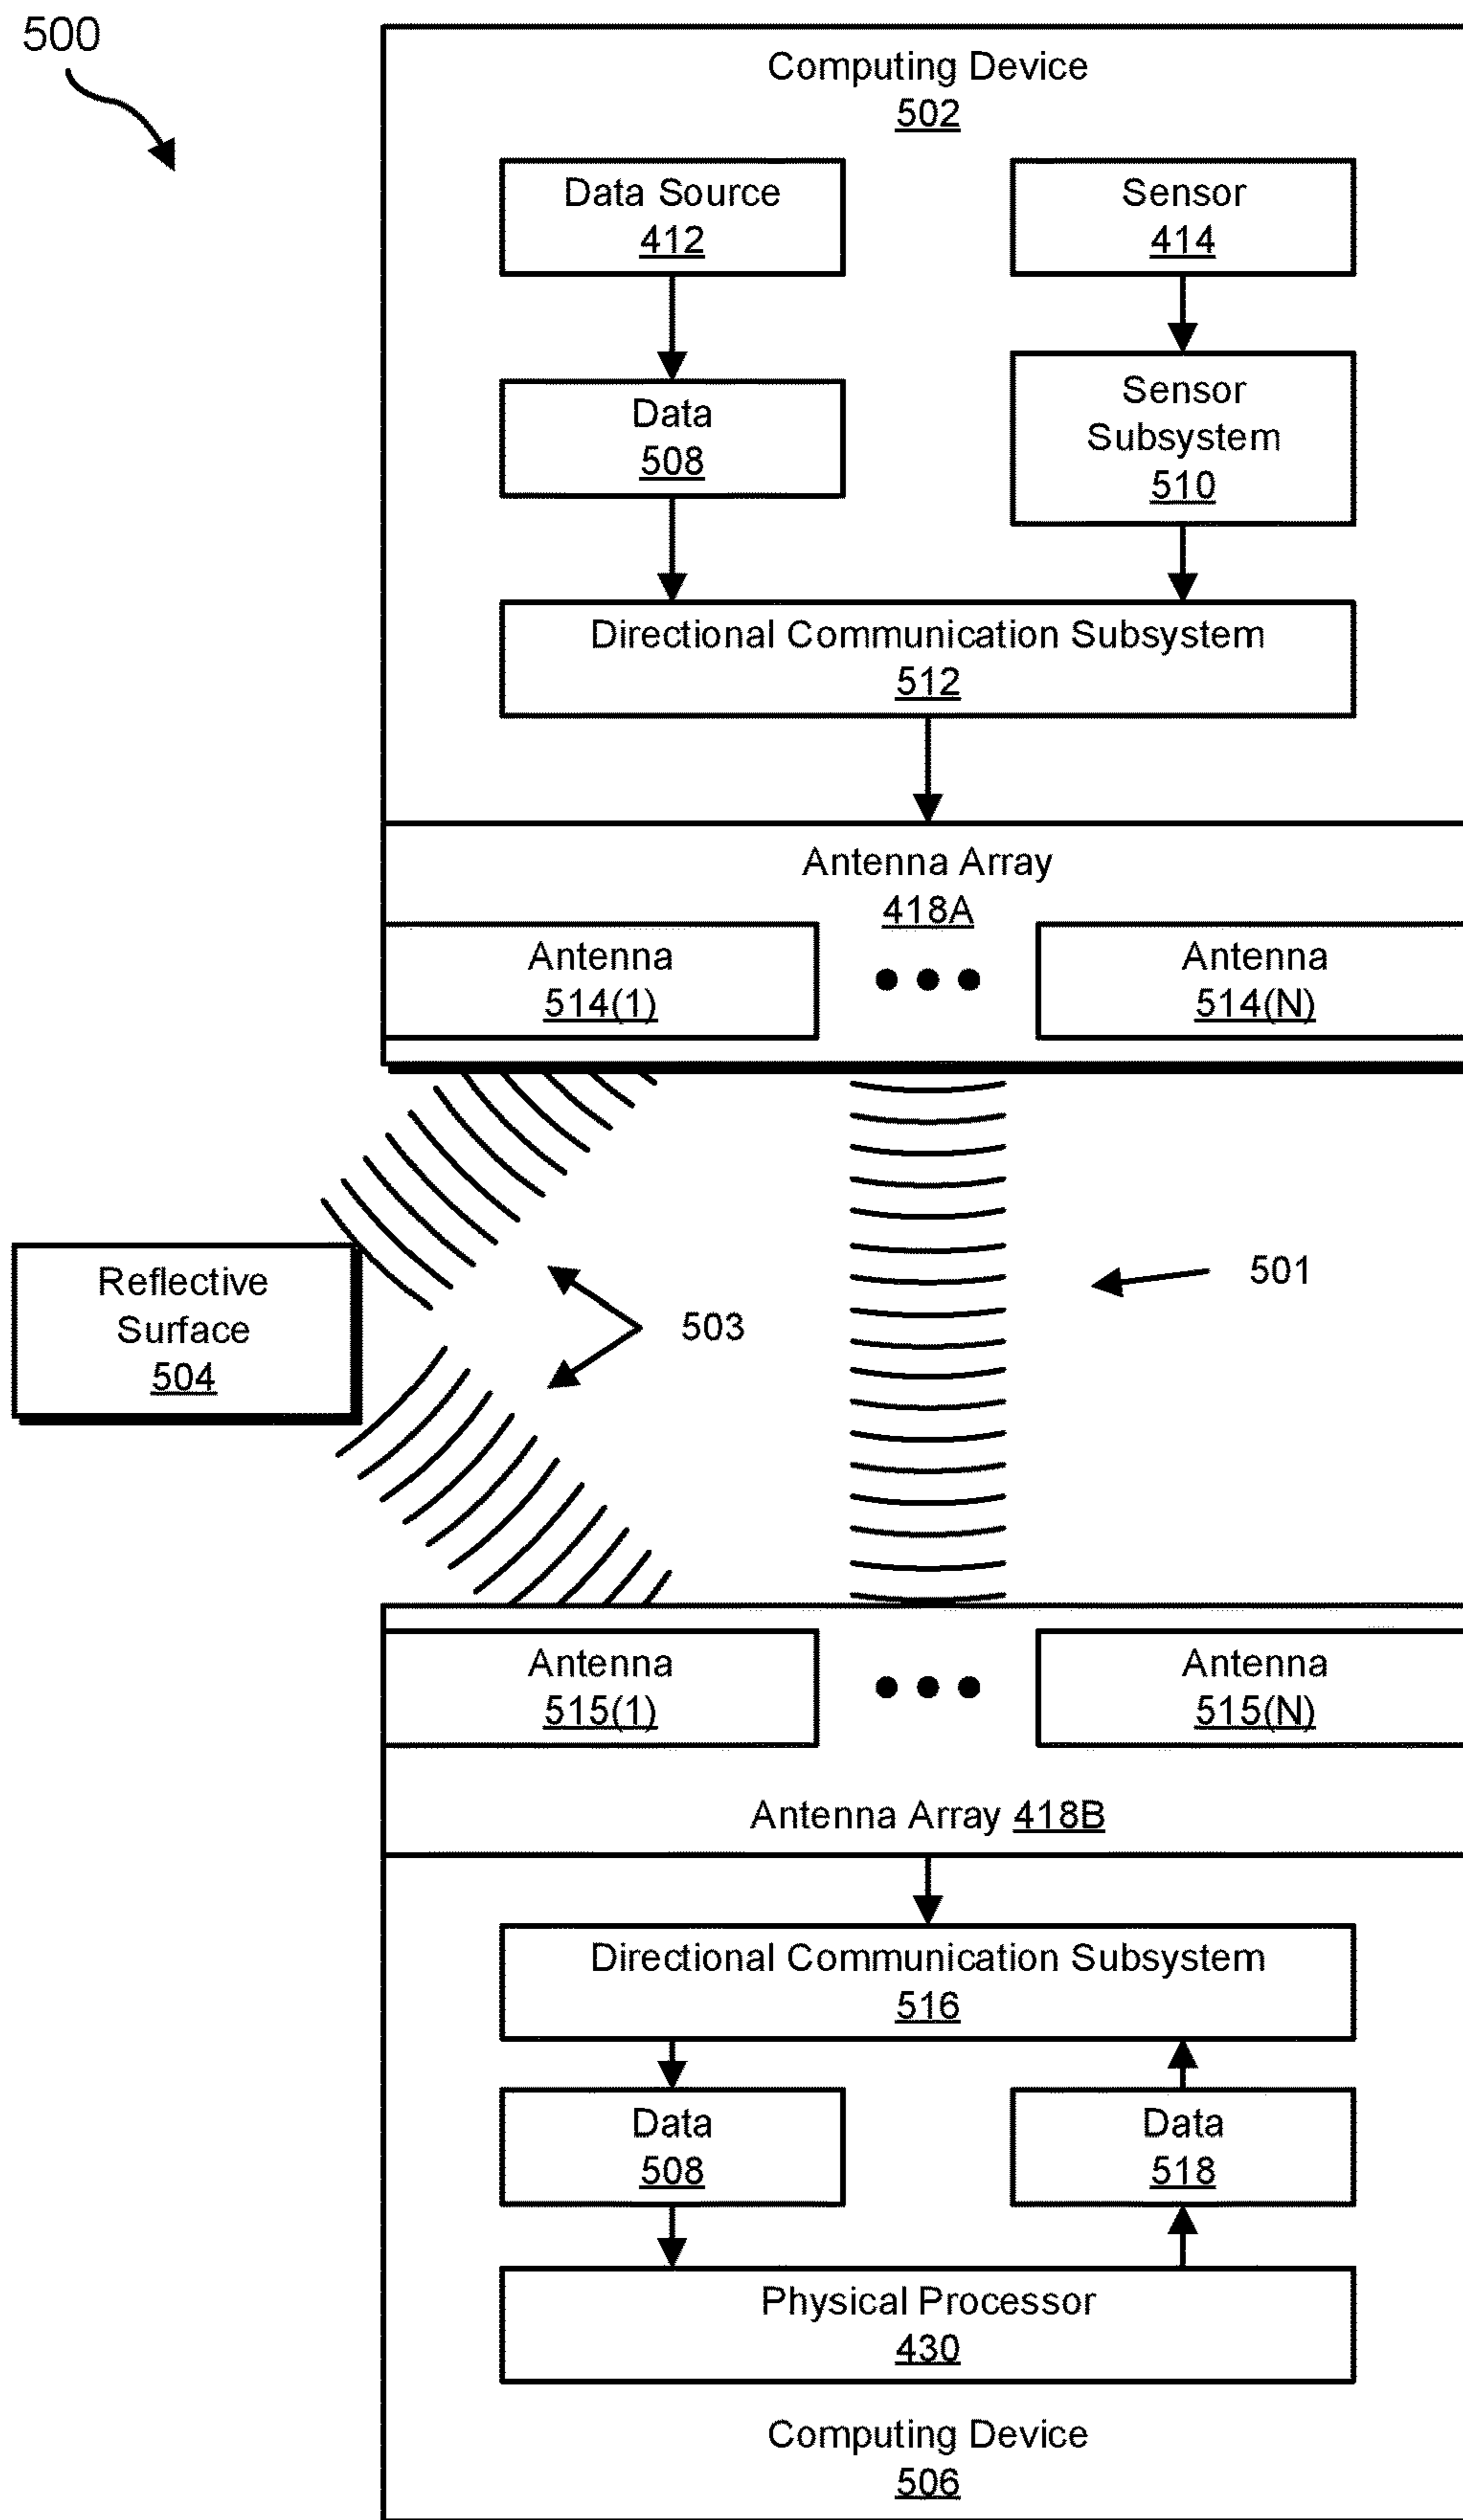 500
Computing Device
502
Data Source
412
Sensor
414
Data
508
Sensor
Subsystem
510
Directional Communication Subsystem
512
Antenna Array
418A
Antenna
514(1)
Antenna
514(N)
501
Reflective
Surface
504
503
Antenna
515(1)
Antenna
515(N)
Antenna Array 418B
Directional Communication Subsystem
516
Data
508
Data
518
Physical Processor
430
Computing Device
506